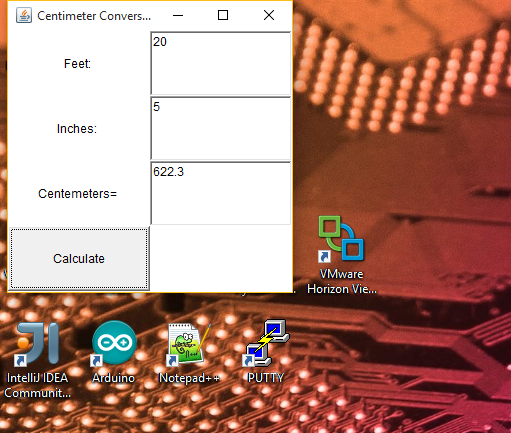 Centimeter Convers...
Feet:
20
Inches:
5
Centemeters=
622.3
Calculate
VMware
Horizon Vie...
IntelliJ IDEA
Communit...
Arduino
Notepad++
PUTTY